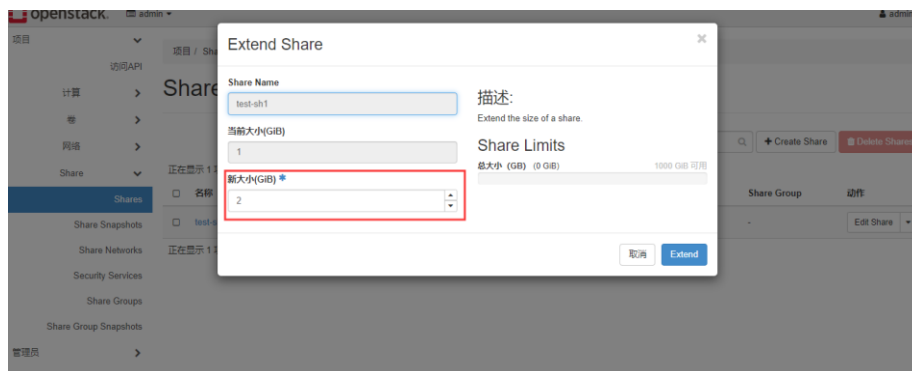 openstack. admin
admin
项目
项目 / Sha
访问API
Share
计算
卷
网络
Share
Shares
Share Snapshots
Share Networks
Security Services
Share Groups
Share Group Snapshots
管理员
Extend Share
Share Name
test-sh1
当前大小(GiB)
1
新大小(GiB) *
2
描述:
Extend the size of a share.
Share Limits
总大小 (GB) (0 GiB) 1000 GiB 可用
取消 Extend
+ Create Share Delete Shares
正在显示 1
名称 Share Group 动作
test-s - Edit Share
正在显示 1